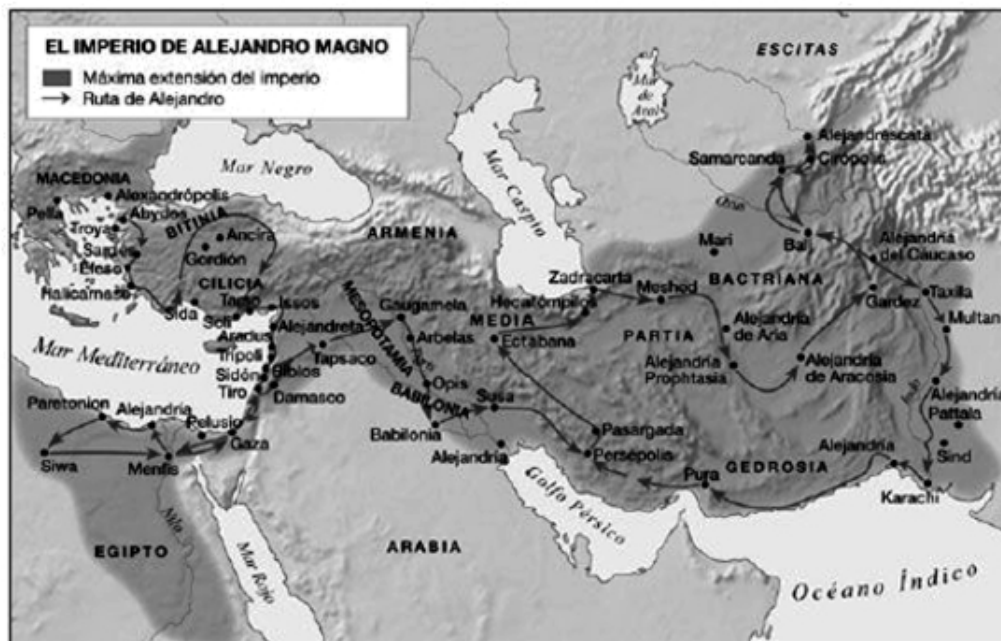 EL IMPERIO DE ALEJANDRO MAGNO
Máxima extensión del imperio
Ruta de Alejandro
ESCITAS
Mar
de
Aral
Mar Negro
Mar Caspio
Alejandrescata
Cirópolis
Samarcanda
MACEDONIA
Alexandrópolis
Pella
Abydos
Troya
BITINIA
Ancira
Gordión
Sardes
Éfeso
Halicarnaso
CILICIA
Sida
Soli
Tarso
Issos
ARMENIA
Mari
Bal
Alejandría
del Cáucaso
BACTRIANA
Zadracarta
Meshed
Hecatómpilos
Gardez
Taxilla
Multan
MESOPOTAMIA
Gaugamela
MEDIA
Ectabana
Arbelas
PARTIA
Alejandría
de Aria
Alejandreta
Aradus
Trípoli
Biblos
Sidón
Tiro
Tapsaco
Damasco
Mar Mediterráneo
Alejandría
Prophtasia
Alejandría
de Aracosia
Opis
BABILONIA
Susa
Babilonia
Alejandría
Pattala
Sind
Paretonion
Alejandría
Pelusio
Gaza
Siwa
Menfis
Pasargada
Persépolis
Alejandría
Pura
GEDROSIA
Alejandría
Karachi
Golfo Pérsico
Nilo
EGIPTO
Mar Rojo
ARABIA
Océano Índico